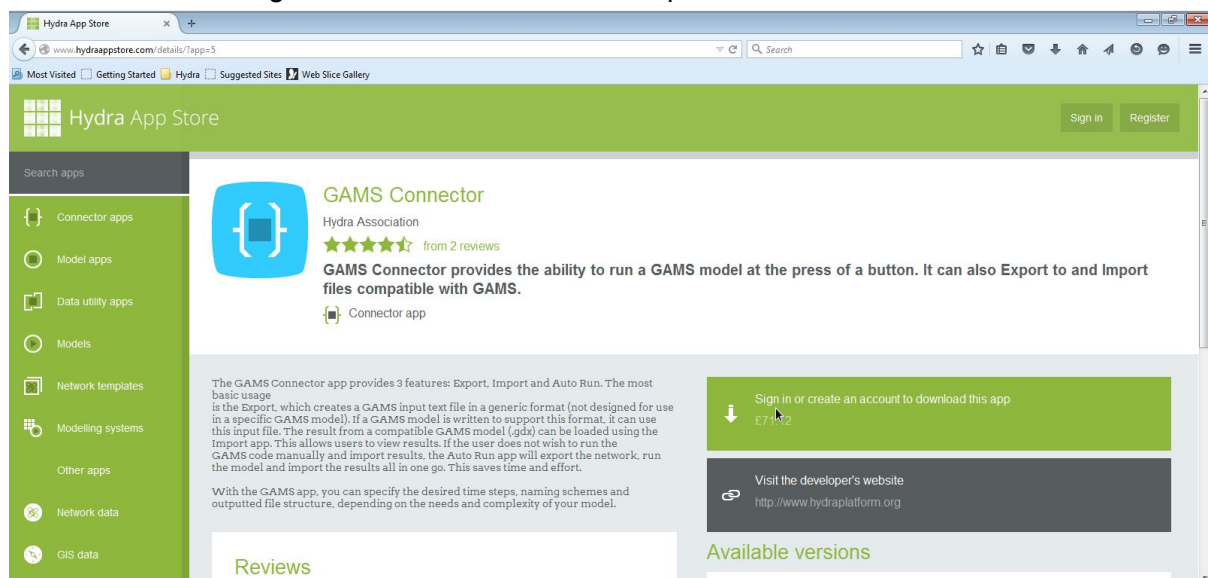 Hydra App Store
www.hydraappstore.com/details/?app=5
Search
Most Visited Getting Started Hydra Suggested Sites Web Slice Gallery
Hydra App Store
Sign in Register
Search apps
Connector apps
Model apps
Data utility apps
Models
Network templates
Modelling systems
Other apps
Network data
GIS data
GAMS Connector
Hydra Association
from 2 reviews
GAMS Connector provides the ability to run a GAMS model at the press of a button. It can also Export to and Import
files compatible with GAMS.
Connector app
The GAMS Connector app provides 3 features: Export, Import and Auto Run. The most
basic usage
is the Export, which creates a GAMS input text file in a generic format (not designed for use
in a specific GAMS model). If a GAMS model is written to support this format, it can use
this input file. The result from a compatible GAMS model (.gdx) can be loaded using the
Import app. This allows users to view results. If the user does not wish to run the
GAMS code manually and import results, the Auto Run app will export the network, run
the model and import the results all in one go. This saves time and effort.
With the GAMS app, you can specify the desired time steps, naming schemes and
outputted file structure, depending on the needs and complexity of your model.
Reviews
Sign in or create an account to download this app
Visit the developer's website
http://www.hydraplatform.org
Available versions